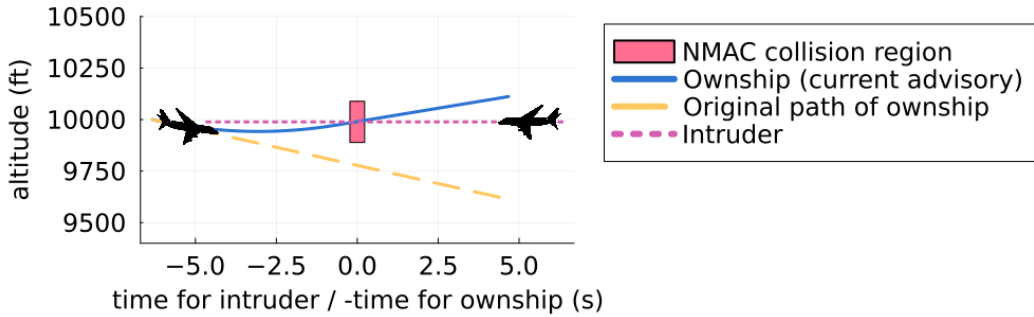 10500
10250
10000
9750
9500
altitude (ft)
−5.0 −2.5 0.0 2.5 5.0
time for intruder / -time for ownship (s)
NMAC collision region
Ownship (current advisory)
Original path of ownship
Intruder